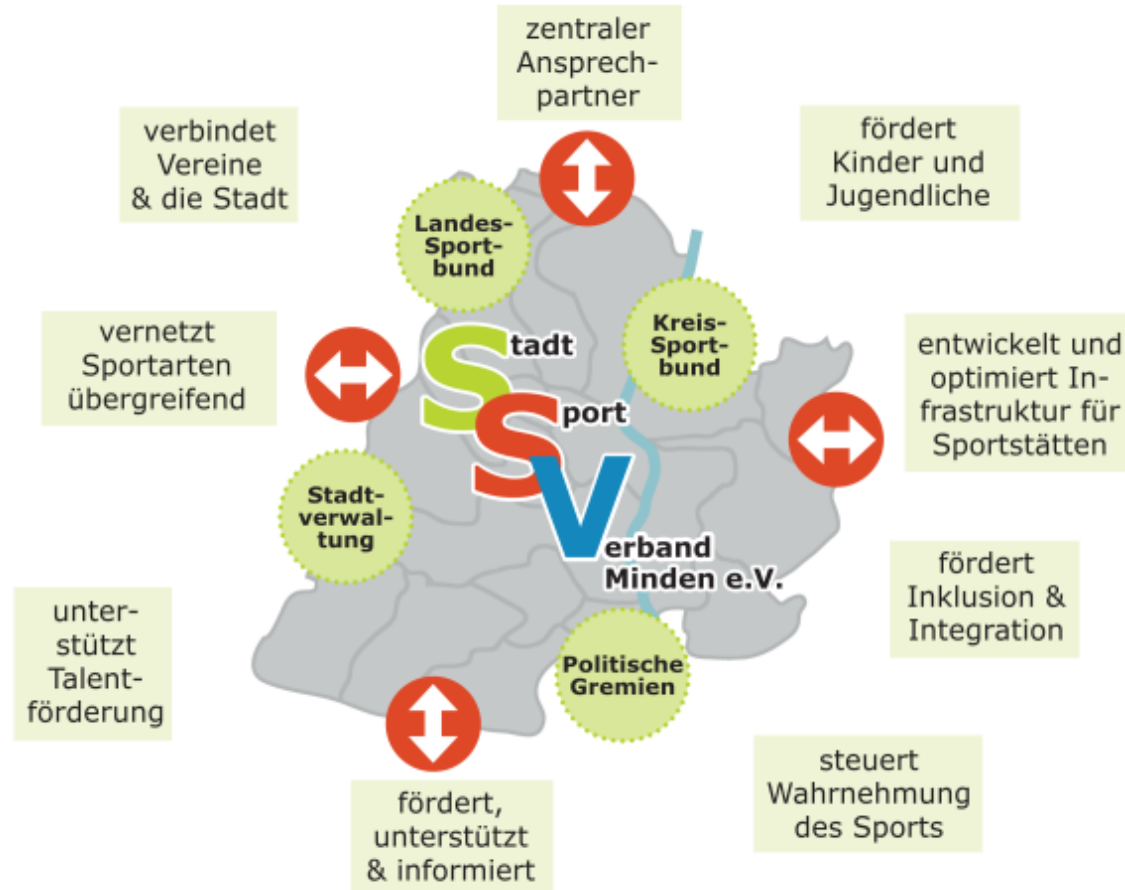 zentraler
Ansprech-
partner
verbindet
Vereine
& die Stadt
fördert
Kinder und
Jugendliche
Landes-
Sport-
bund
vernetzt
Sportarten
übergreifend
Kreis-
Sport-
bund
entwickelt und
optimiert In-
frastruktur für
Sportstätten
Stadt
Sport
Verband
Minden e.V.
Stadt-
verwal-
tung
fördert
Inklusion &
Integration
unter-
stützt
Talent-
förderung
Politische
Gremien
steuert
Wahrnehmung
des Sports
fördert,
unterstützt
& informiert